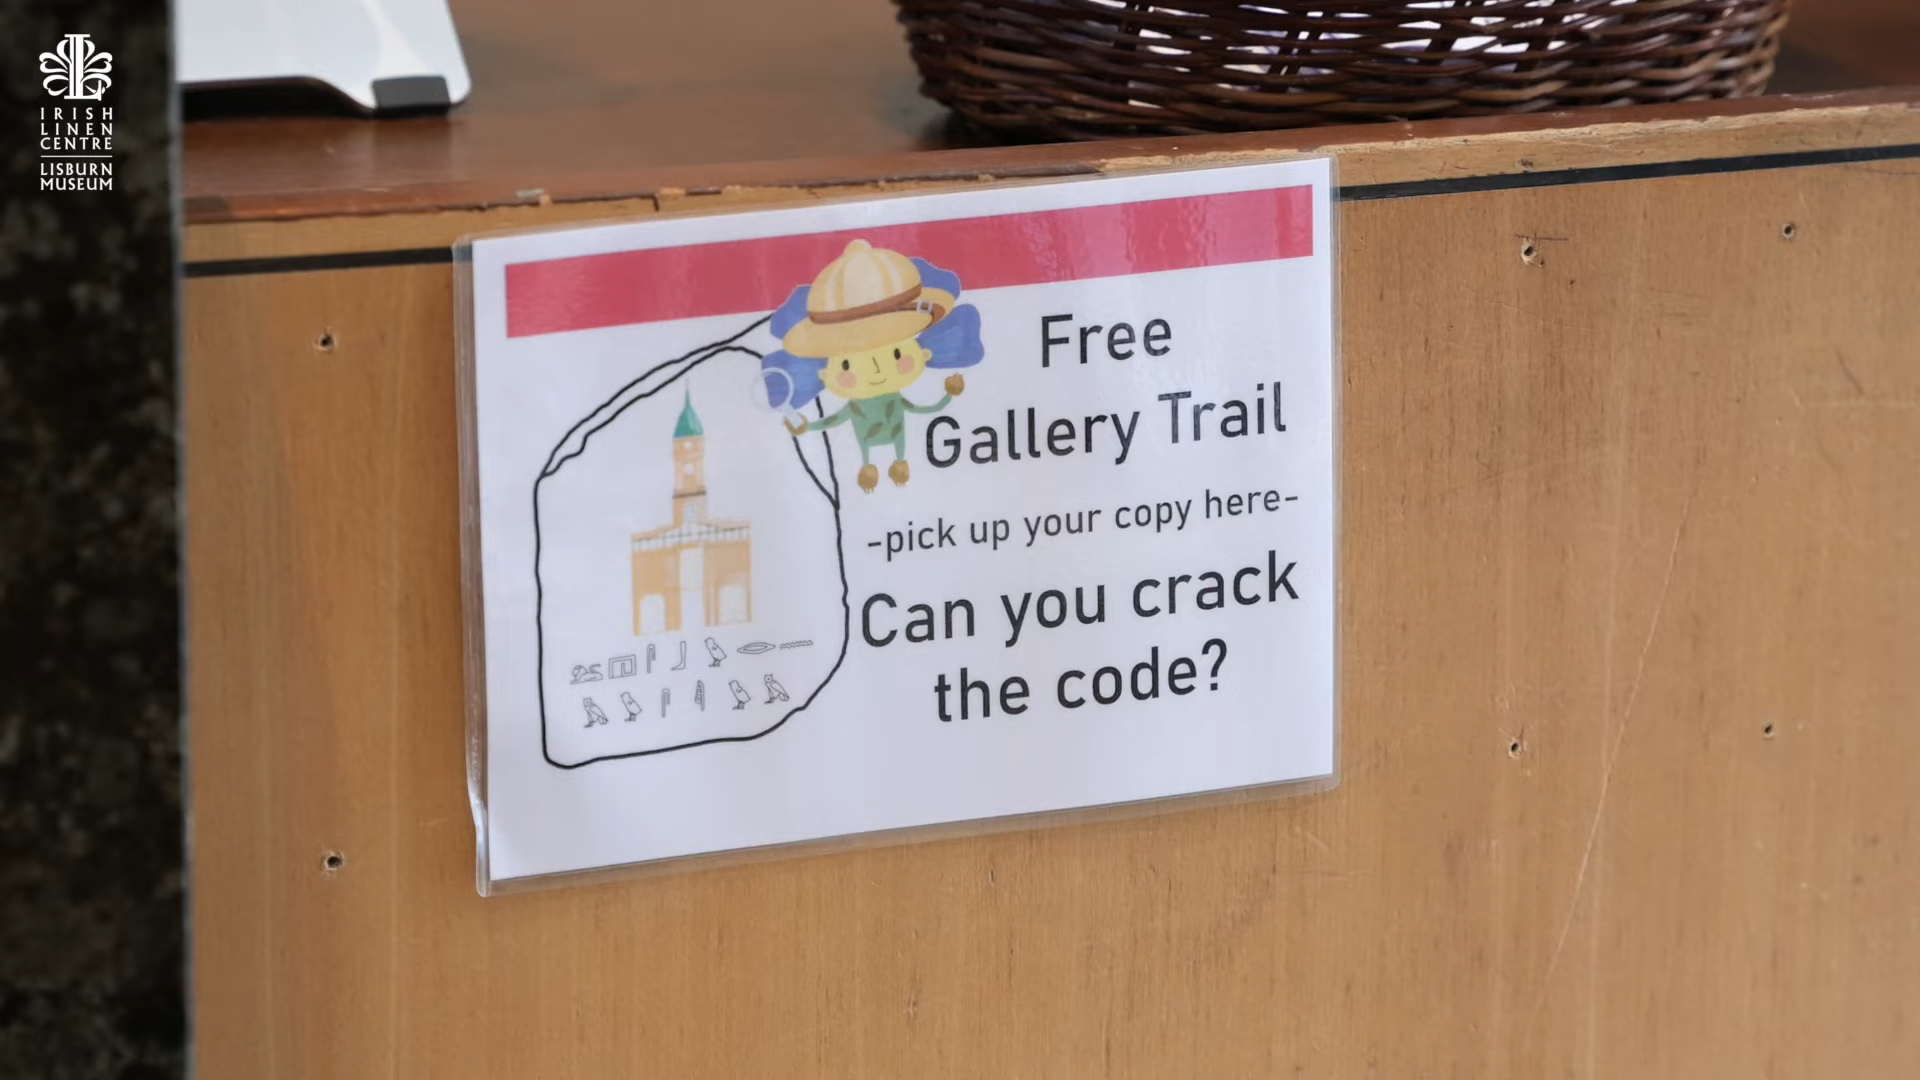 IRISH
LINEN
CENTRE
LISBURN
MUSEUM
Free
Gallery Trail
-pick up your copy here-
Can you crack
the code?